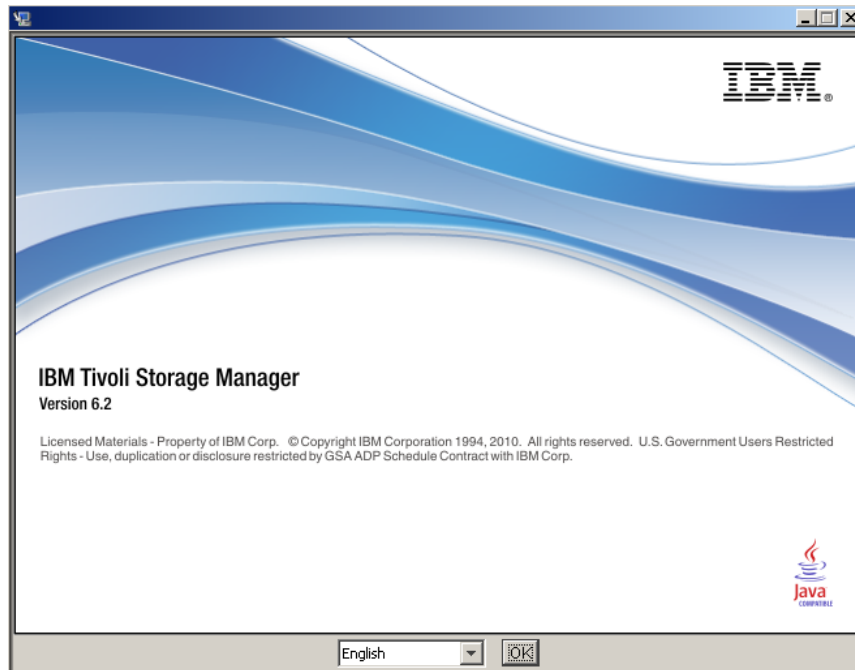 IBM®
IBM Tivoli Storage Manager
Version 6.2
Licensed Materials - Property of IBM Corp. © Copyright IBM Corporation 1994, 2010. All rights reserved. U.S. Government Users Restricted
Rights - Use, duplication or disclosure restricted by GSA ADP Schedule Contract with IBM Corp.
Java
COMPATIBLE
English
OK